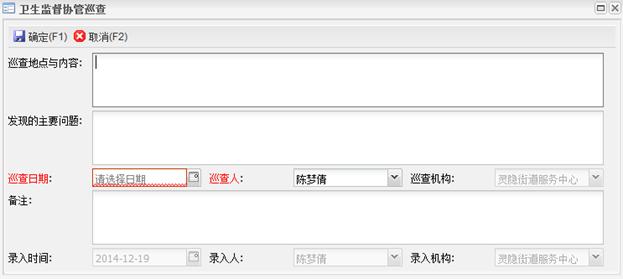 卫生监督协管巡查
确定(F1) 取消(F2)
巡查地点与内容:
发现的主要问题:
巡查日期: 请选择日期 巡查人: 陈梦倩 巡查机构: 灵隐街道服务中心
备注:
录入时间: 2014-12-19 录入人: 陈梦倩 录入机构: 灵隐街道服务中心